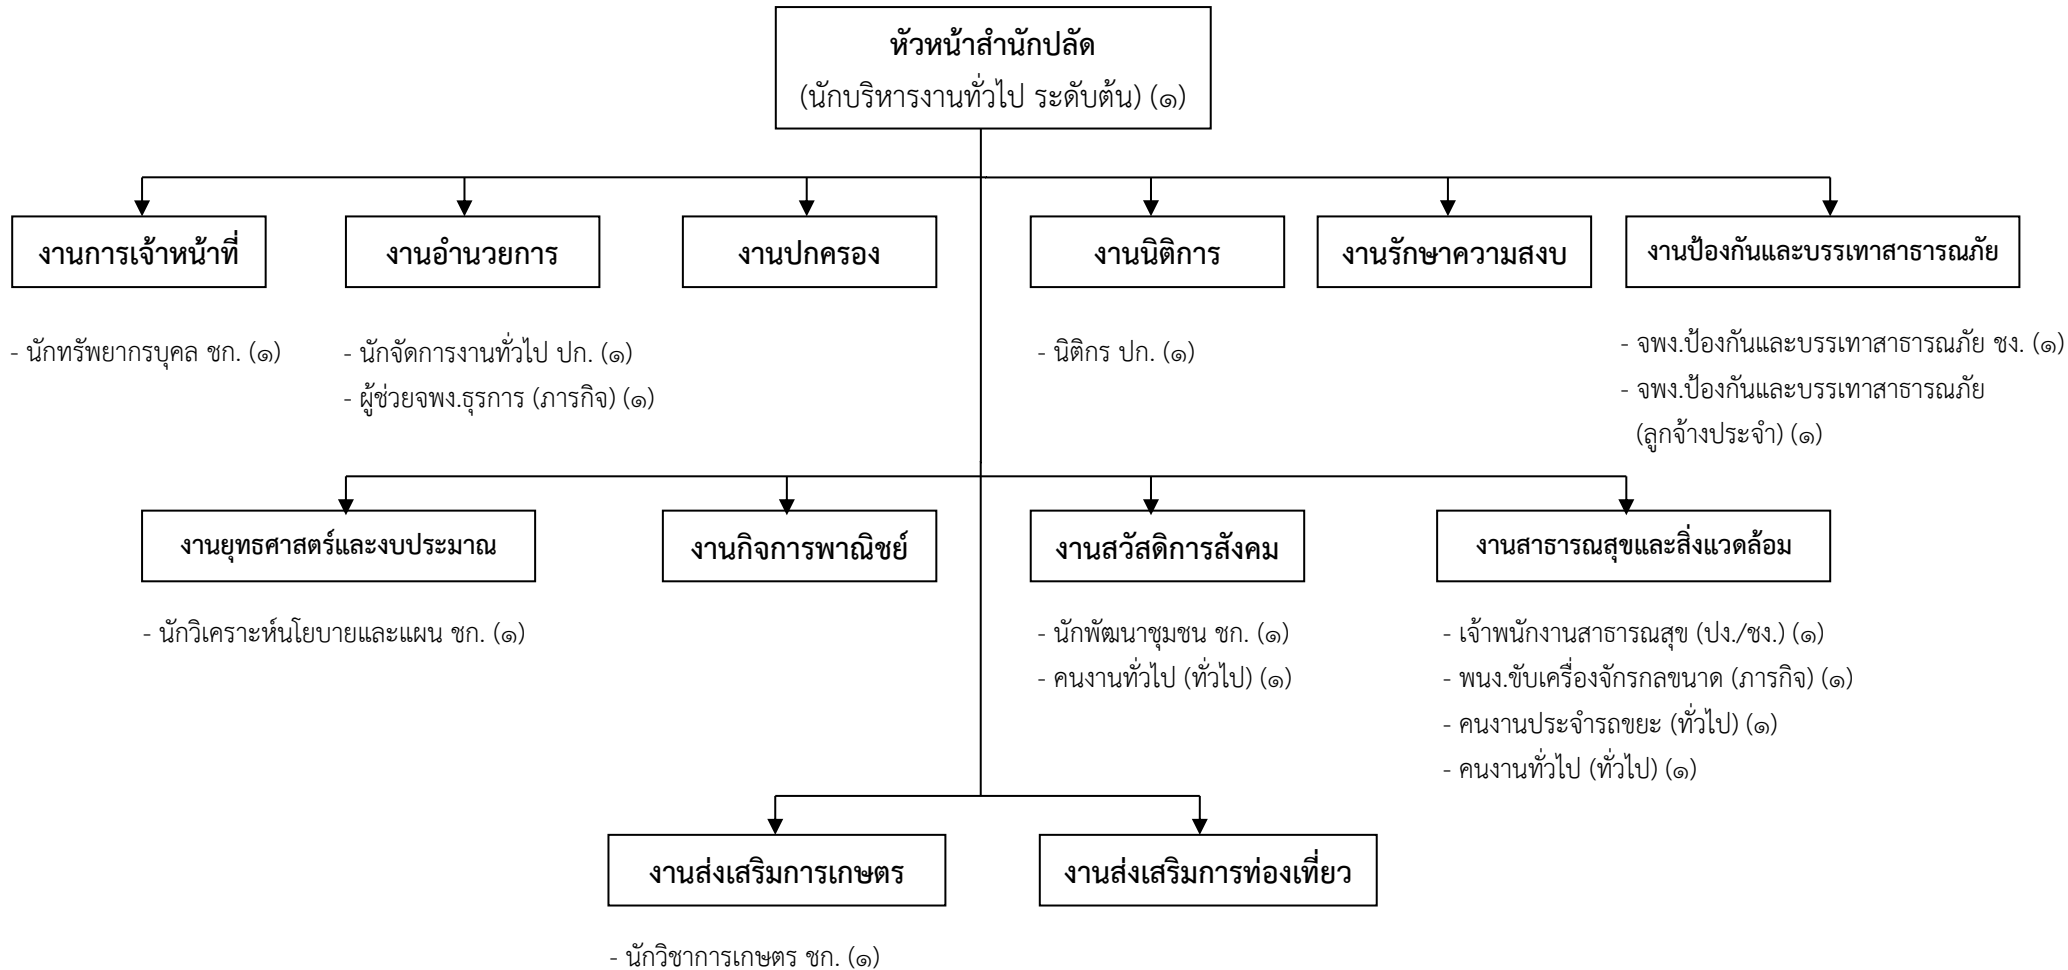 หัวหน้าสำนักปลัด
(นักบริหารงานทั่วไป ระดับต้น) (๑)
งานการเจ้าหน้าที่
งานอำนวยการ
งานปกครอง
งานนิติการ
งานรักษาความสงบ
งานป้องกันและบรรเทาสาธารณภัย
- นักทรัพยากรบุคล ชก. (๑)
- นักจัดการงานทั่วไป ปก. (๑)
- ผู้ช่วยจพง.ธุรการ (ภารกิจ) (๑)
- นิติกร ปก. (๑)
- จพง.ป้องกันและบรรเทาสาธารณภัย ชง. (๑)
- จพง.ป้องกันและบรรเทาสาธารณภัย
(ลูกจ้างประจำ) (๑)
งานยุทธศาสตร์และงบประมาณ
งานกิจการพาณิชย์
งานสวัสดิการสังคม
งานสาธารณสุขและสิ่งแวดล้อม
- นักวิเคราะห์นโยบายและแผน ชก. (๑)
- นักพัฒนาชุมชน ชก. (๑)
- คนงานทั่วไป (ทั่วไป) (๑)
- เจ้าพนักงานสาธารณสุข (ปง./ชง.) (๑)
- พนง.ขับเครื่องจักรกลขนาด (ภารกิจ) (๑)
- คนงานประจำรถขยะ (ทั่วไป) (๑)
- คนงานทั่วไป (ทั่วไป) (๑)
งานส่งเสริมการเกษตร
งานส่งเสริมการท่องเที่ยว
- นักวิชาการเกษตร ชก. (๑)